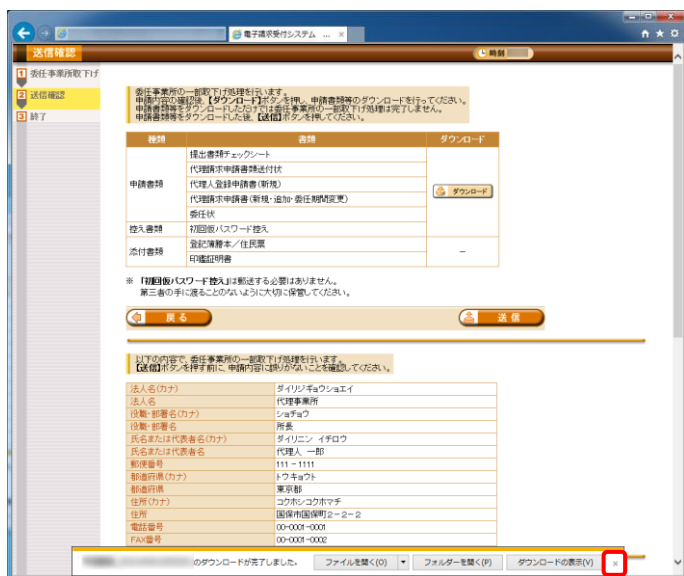 電子請求受付システム ... ×
送信確認
時刻
1 委任事業所取下げ
2 送信確認
3 終了
委任事業所の一部取下げ処理を行います。
申請内容の確認後、【ダウンロード】ボタンを押し、申請書類等のダウンロードを行ってください。
申請書類等をダウンロードしただけでは委任事業所の一部取下げ処理は完了しません。
申請書類等をダウンロードした後、【送信】ボタンを押してください。
種類 書類 ダウンロード
申請書類
提出書類チェックシート
代理請求申請書類送付状
代理人登録申請書(新規)
代理請求申請書(新規・追加・委任期間変更)
委任状
ダウンロード
控え書類 初回仮パスワード控え
添付書類
登記簿謄本/住民票
印鑑証明書
－
※ 「初回仮パスワード控え」は郵送する必要はありません。
第三者の手に渡ることのないように大切に保管してください。
戻る 送信
以下の内容で、委任事業所の一部取下げ処理を行います。
【送信】ボタンを押す前に、申請内容に誤りがないことを確認してください。
法人名(カナ) ダイリジギョウショエイ
法人名 代理事業所
役職・部署名(カナ) ショチョウ
役職・部署名 所長
氏名または代表者名(カナ) ダイリニン イチロウ
氏名または代表者名 代理人 一郎
郵便番号 111－1111
都道府県(カナ) トウキョウト
都道府県 東京都
住所(カナ) コクホシコクホマチ
住所 国保市国保町２－２－２
電話番号 00-0001-0001
FAX番号 00-0001-0002
のダウンロードが完了しました。 ファイルを開く(O) ▼ フォルダーを開く(P) ダウンロードの表示(V) ×